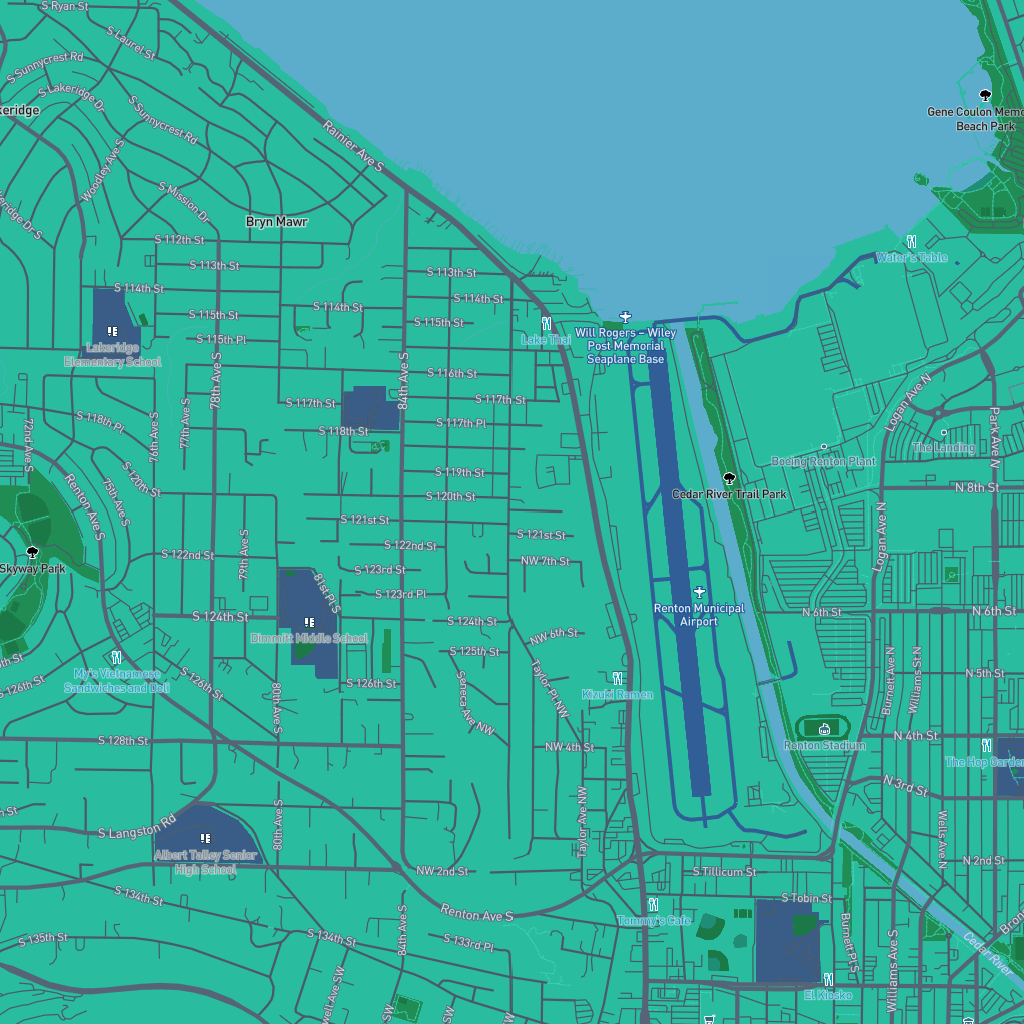 S Ryan St
S Laurel St
S Sunnycrest Rd
S Lakeridge Dr
keridge
S Sunnycrest Rd
Rainier Ave S
Gene Coulon Memo
Beach Park
Woodley Ave S
S Mission Dr
keridge Dr S
Bryn Mawr
S 112th St
Water's Table
S 113th St
S 113th St
S 114th St
S 114th St
S 114th St
S 115th St
S 115th St
Will Rogers – Wiley
Post Memorial
Seaplane Base
Lake Thai
S 115th Pl
Lakeridge
Elementary School
S 116th St
78th Ave S
84th Ave S
Logan Ave N
S 117th St
S 117th St
S 118th Pl
76th Ave S
77th Ave S
S 117th Pl
S 118th St
72nd Ave S
Park Ave N
The Landing
Boeing Renton Plant
S 119th St
S 120th St
Renton Ave S
75th Ave S
S 120th St
Cedar River Trail Park
N 8th St
S 121st St
S 121st St
Logan Ave N
S 122nd St
S 122nd St
79th Ave S
NW 7th St
Skyway Park
S 123rd St
81st Pl S
S 123rd Pl
Renton Municipal
Airport
S 124th St
S 124th St
N 6th St
N 6th St
Dimmitt Middle School
NW 6th St
S 125th St
My's Vietnamese
Sandwiches and Deli
S 126th St
S 126th St
S 126th St
Taylor Pl NW
Kizuki Ramen
N 5th St
Burnett Ave N
Williams St N
80th Ave S
Seneca Ave NW
S 128th St
NW 4th St
Renton Stadium
N 4th St
The Hop Garden
N 3rd St
S Langston Rd
80th Ave S
Taylor Ave NW
Wells Ave N
Albert Talley Senior
High School
NW 2nd St
S Tillicum St
N 2nd St
S 134th St
Renton Ave S
S Tobin St
Tommy's Cafe
84th Ave S
S 135th St
S 134th St
S 133rd Pl
Burnett Pl S
Williams Ave S
Cedar River
Bron
El Kiosko
well Ave SW
SW
SW
W